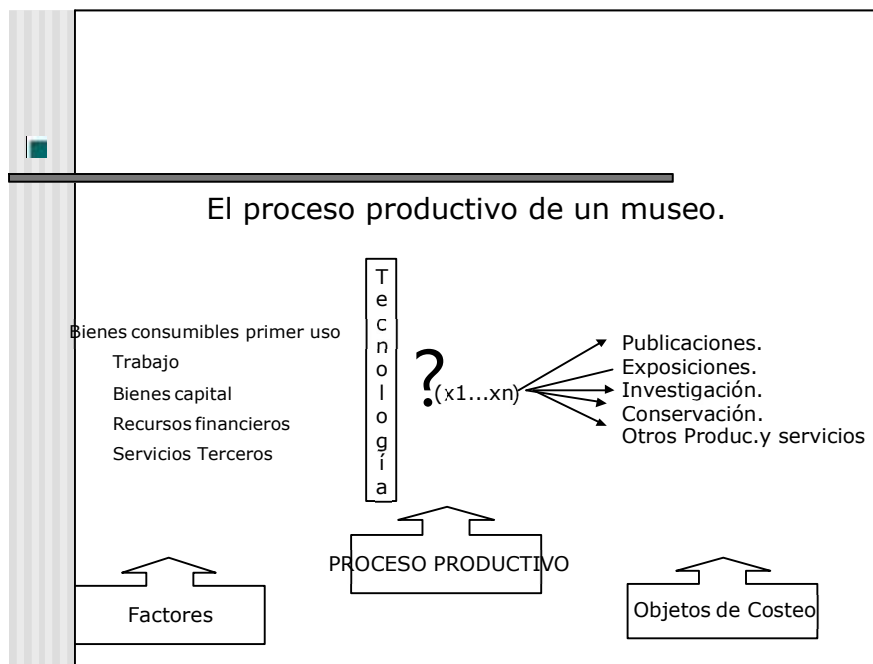 El proceso productivo de un museo.
Bienes consumibles primer uso
Trabajo
Bienes capital
Recursos financieros
Servicios Terceros
Tecnología
?(x1...xn)
Publicaciones.
Exposiciones.
Investigación.
Conservación.
Otros Produc.y servicios
Factores
PROCESO PRODUCTIVO
Objetos de Costeo